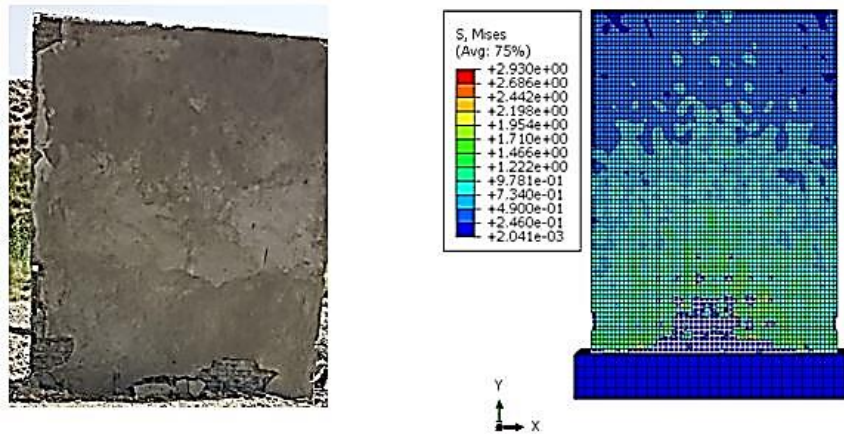 S, Mises
(Avg: 75%)
+2.930e+00
+2.686e+00
+2.442e+00
+2.198e+00
+1.954e+00
+1.710e+00
+1.466e+00
+1.222e+00
+9.781e-01
+7.340e-01
+4.900e-01
+2.460e-01
+2.041e-03
Y
X